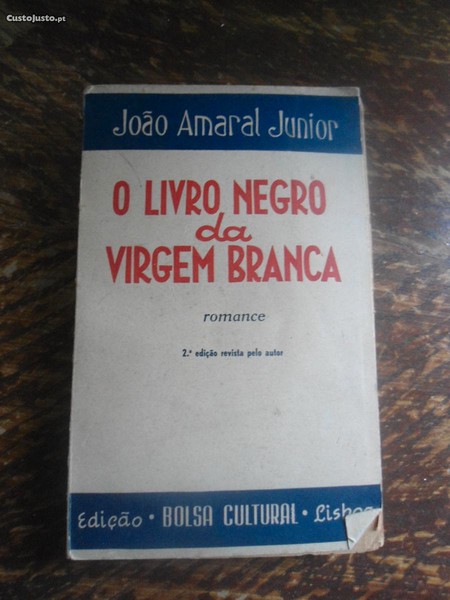 CustoJusto.pt
João Amaral Junior
O LIVRO NEGRO
da
VIRGEM BRANCA
romance
2.ª edição revista pelo autor
Edição • BOLSA CULTURAL •